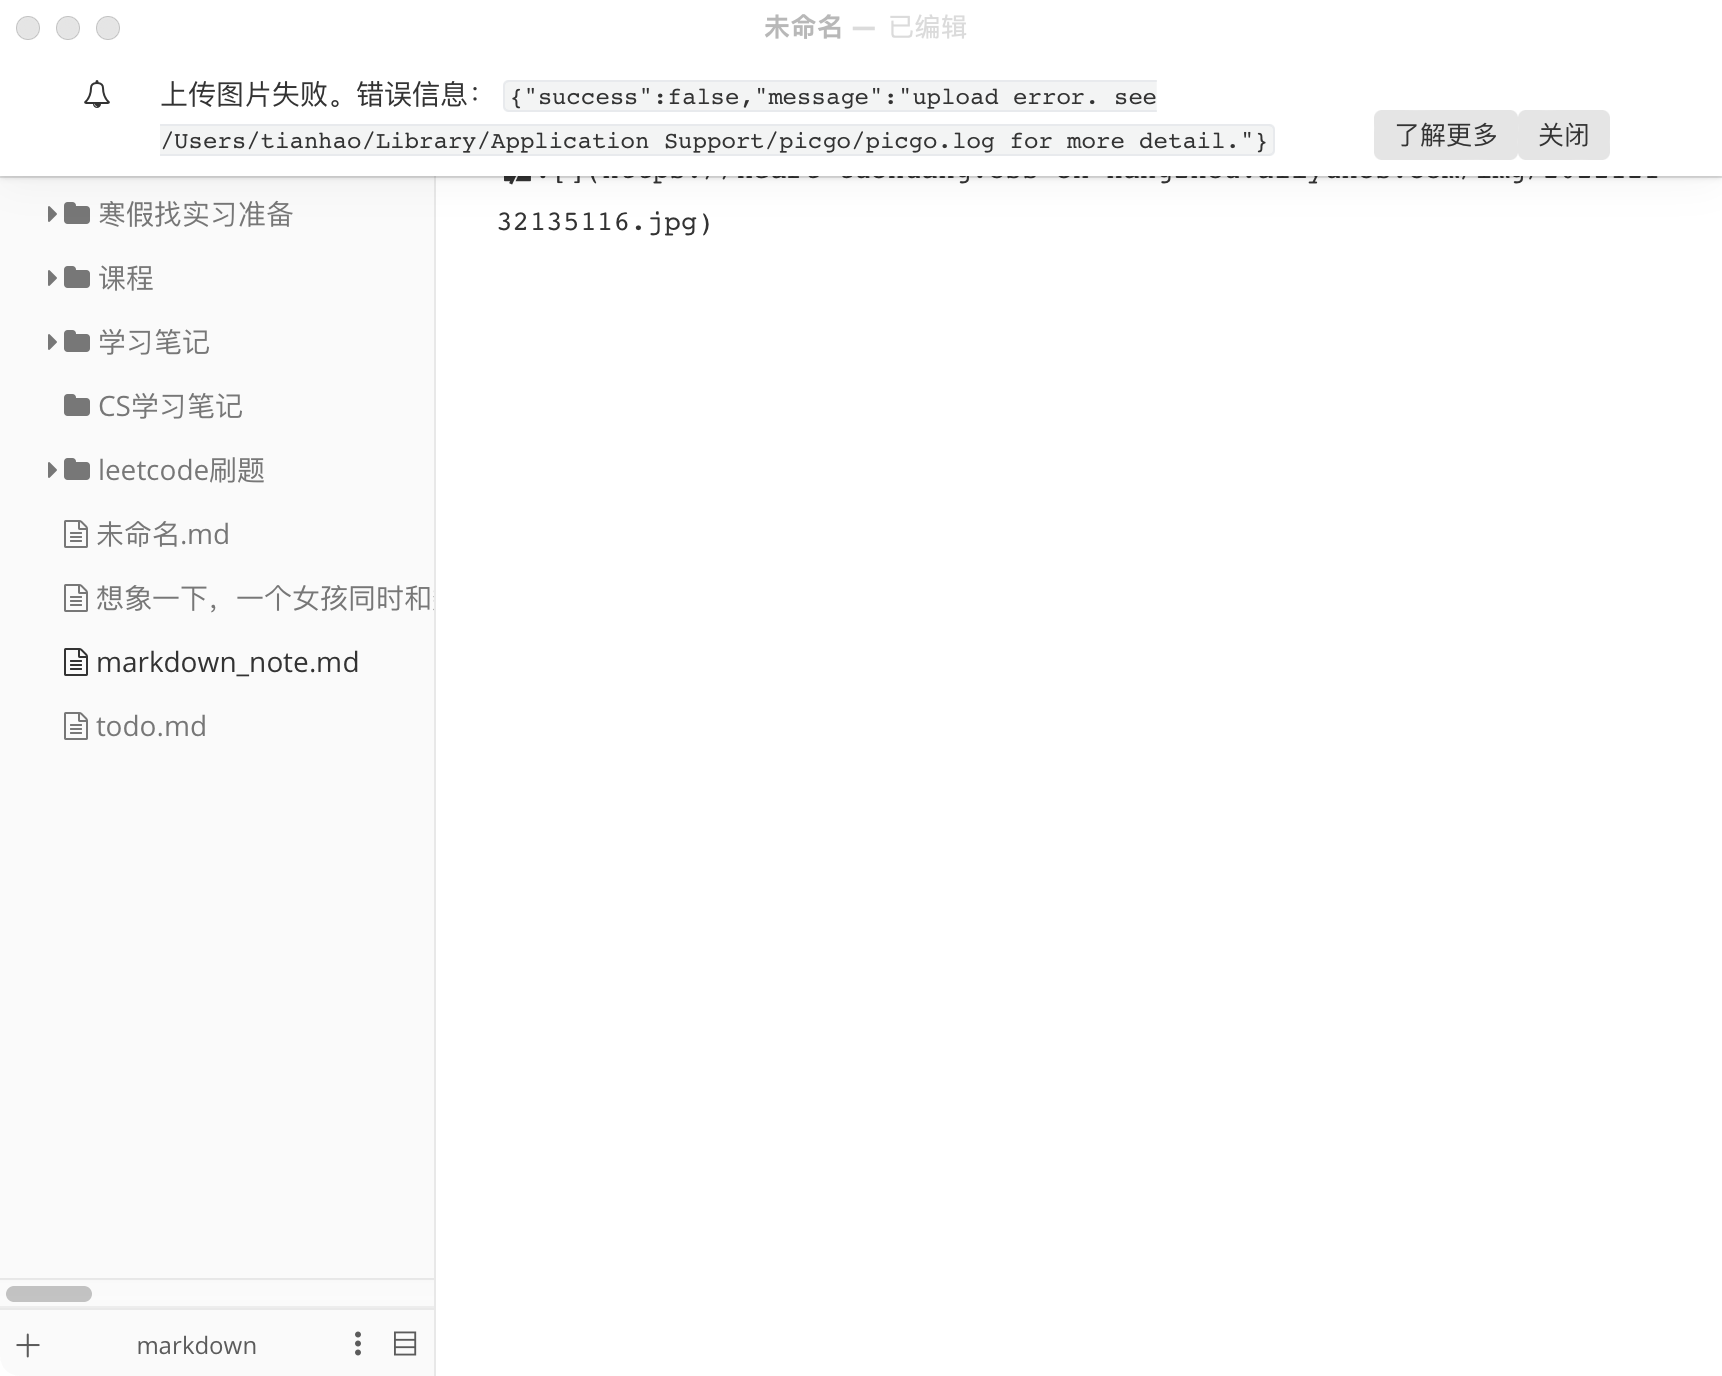 未命名 — 已编辑
上传图片失败。错误信息： {"success":false,"message":"upload error. see
/Users/tianhao/Library/Application Support/picgo/picgo.log for more detail."}
了解更多 关闭
32135116.jpg)
寒假找实习准备
课程
学习笔记
CS学习笔记
leetcode刷题
未命名.md
想象一下，一个女孩同时和
markdown_note.md
todo.md
markdown